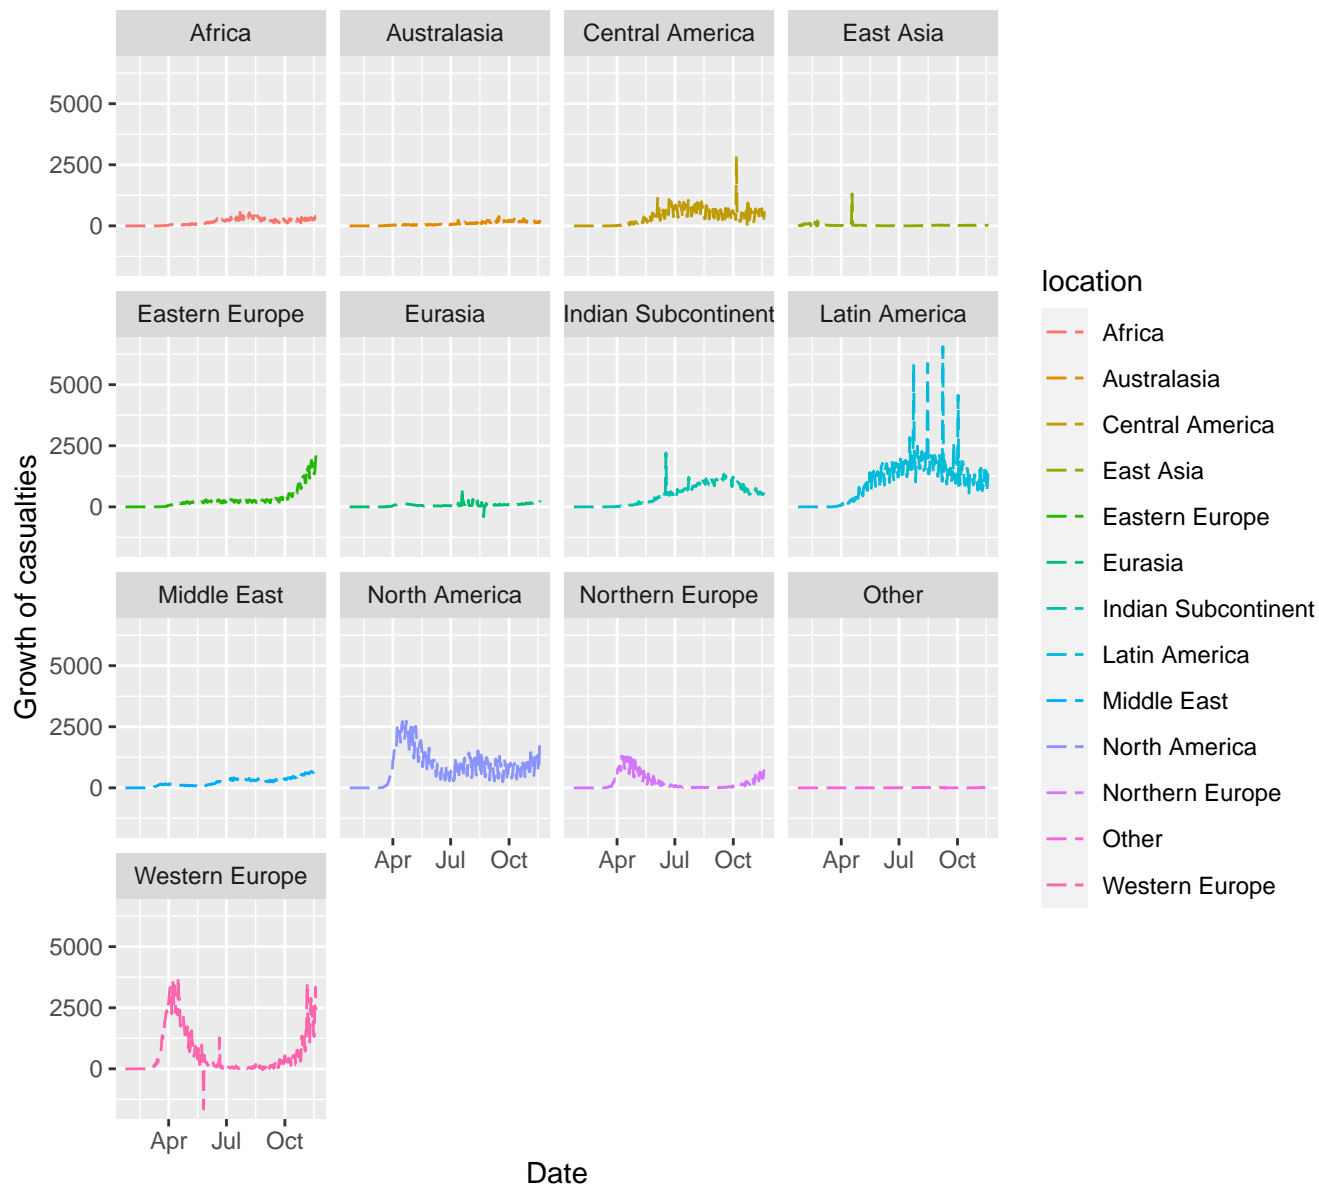 Africa
Australasia
Central America
East Asia
5000
2500
0
Eastern Europe
Eurasia
Indian Subcontinent
Latin America
5000
2500
0
Middle East
North America
Northern Europe
Other
5000
2500
0
Apr Jul Oct
Apr Jul Oct
Apr Jul Oct
Western Europe
5000
2500
0
Apr Jul Oct
Growth of casualties
Date
location
Africa
Australasia
Central America
East Asia
Eastern Europe
Eurasia
Indian Subcontinent
Latin America
Middle East
North America
Northern Europe
Other
Western Europe